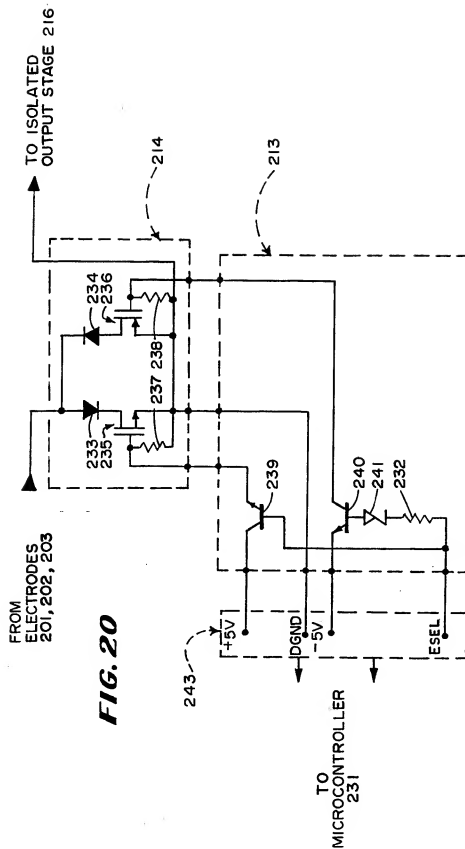 TO ISOLATED
OUTPUT STAGE 216
214
234
236
233
235
237
238
213
FROM
ELECTRODES
201, 202, 203
FIG. 20
239
240
241
232
243
+5V
DGND
-5V
ESEL
TO
MICROCONTROLLER
231